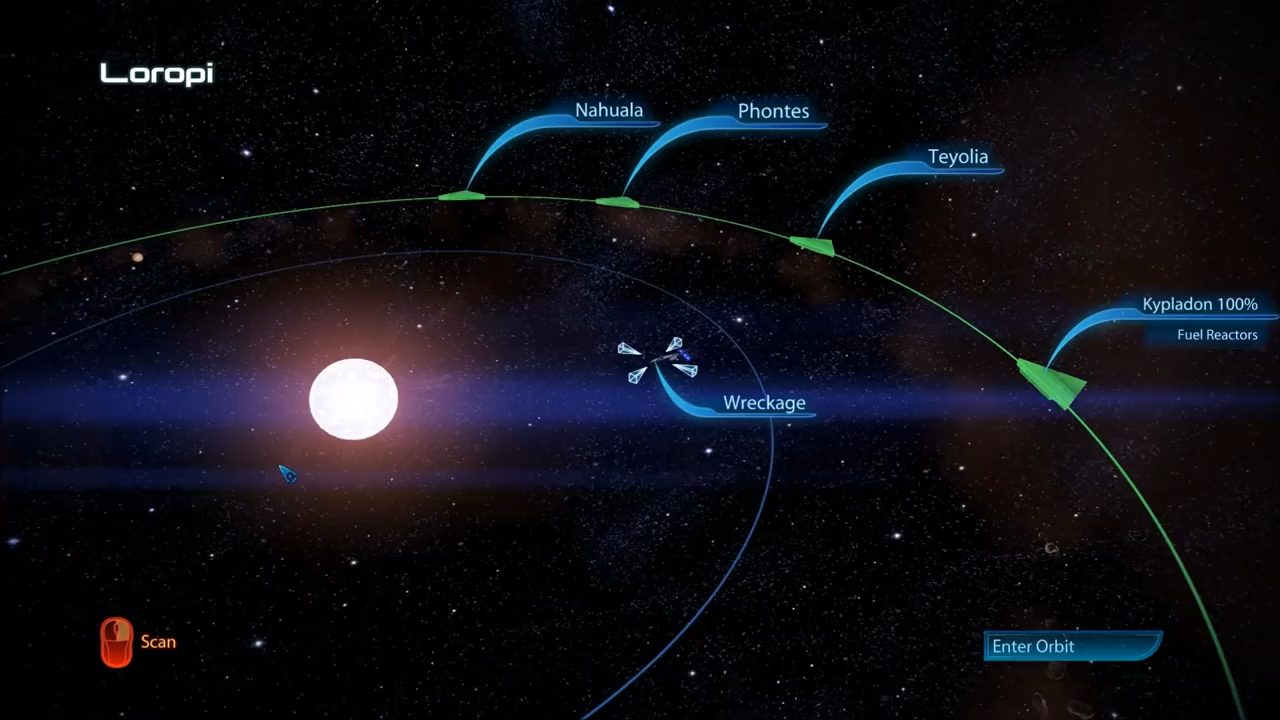 Loropi
Nahuala
Phontes
Teyolia
Kypladon 100%
Fuel Reactors
Wreckage
Scan
Enter Orbit